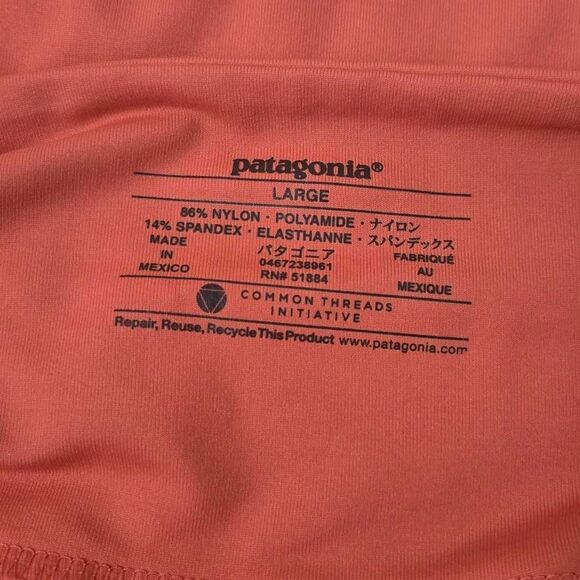 patagonia®
LARGE
86% NYLON · POLYAMIDE · ナイロン
14% SPANDEX · ELASTHANNE · スパンデックス
MADE IN MEXICO
パタゴニア
0467238961
RN# 51884
FABRIQUÉ AU MEXIQUE
COMMON THREADS
INITIATIVE
Repair, Reuse, Recycle This Product www.patagonia.com